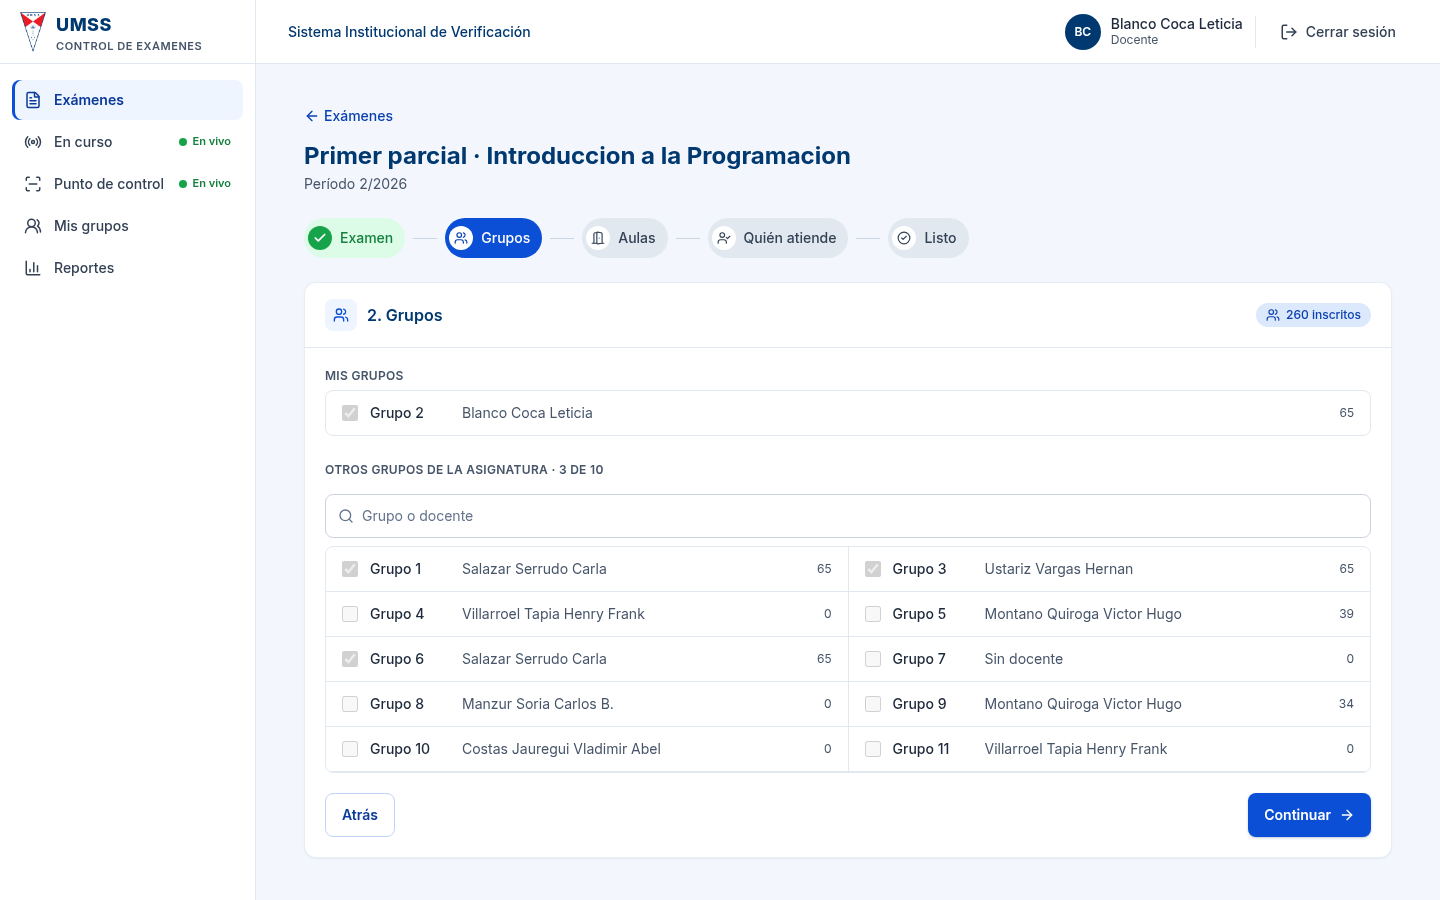 UMSS
CONTROL DE EXÁMENES
Sistema Institucional de Verificación
BC
Blanco Coca Leticia
Docente
Cerrar sesión
Exámenes
En curso
En vivo
Punto de control
En vivo
Mis grupos
Reportes
Exámenes
Primer parcial · Introduccion a la Programacion
Período 2/2026
Examen
Grupos
Aulas
Quién atiende
Listo
2. Grupos
260 inscritos
MIS GRUPOS
Grupo 2 Blanco Coca Leticia 65
OTROS GRUPOS DE LA ASIGNATURA · 3 DE 10
Grupo o docente
Grupo 1 Salazar Serrudo Carla 65
Grupo 3 Ustariz Vargas Hernan 65
Grupo 4 Villarroel Tapia Henry Frank 0
Grupo 5 Montano Quiroga Victor Hugo 39
Grupo 6 Salazar Serrudo Carla 65
Grupo 7 Sin docente 0
Grupo 8 Manzur Soria Carlos B. 0
Grupo 9 Montano Quiroga Victor Hugo 34
Grupo 10 Costas Jauregui Vladimir Abel 0
Grupo 11 Villarroel Tapia Henry Frank 0
Atrás
Continuar